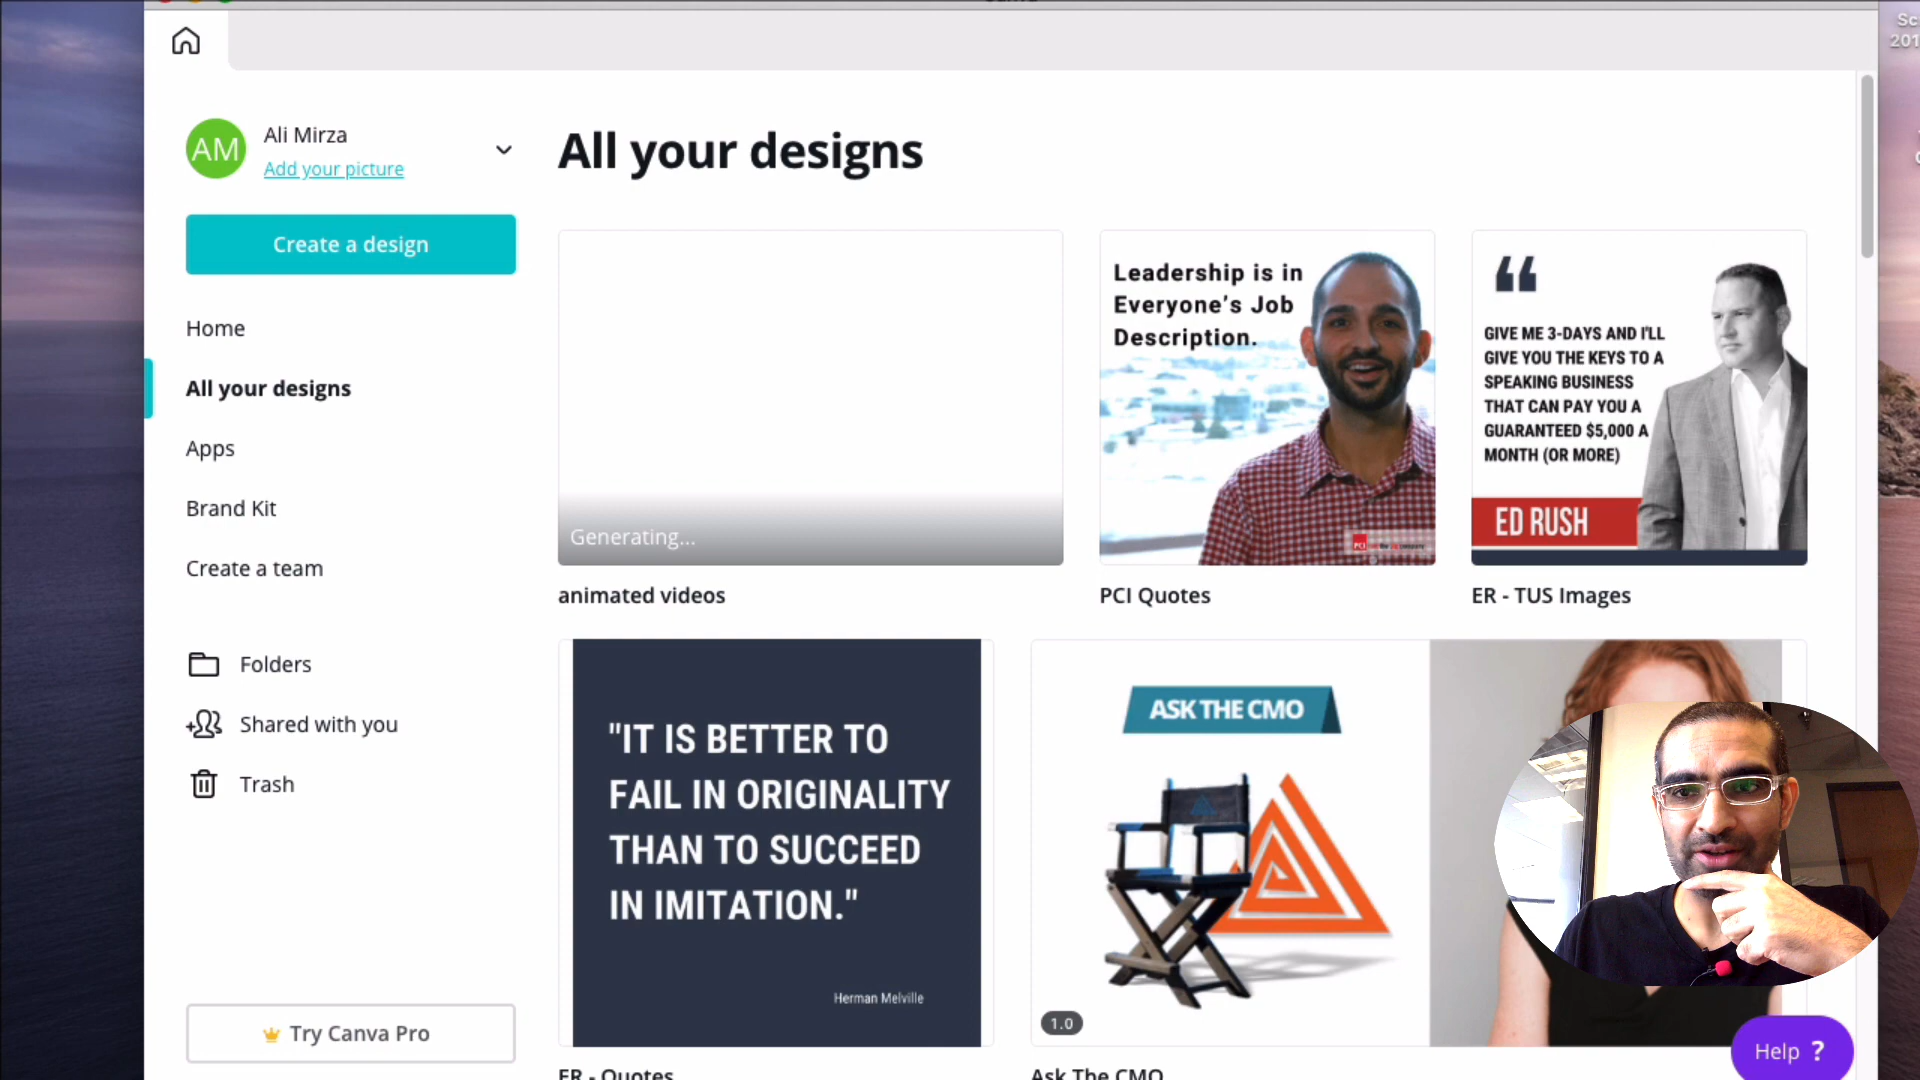 Sc
201
AM
Ali Mirza
Add your picture
Create a design
Home
All your designs
Apps
Brand Kit
Create a team
Folders
Shared with you
Trash
Try Canva Pro
All your designs
Generating...
animated videos
Leadership is in
Everyone's Job
Description.
PCI
PCI Quotes
“
GIVE ME 3-DAYS AND I'LL
GIVE YOU THE KEYS TO A
SPEAKING BUSINESS
THAT CAN PAY YOU A
GUARANTEED $5,000 A
MONTH (OR MORE)
ED RUSH
ER - TUS Images
"IT IS BETTER TO
FAIL IN ORIGINALITY
THAN TO SUCCEED
IN IMITATION."
Herman Melville
ER - Quotes
ASK THE CMO
1.0
Ask The CMO
Help ?